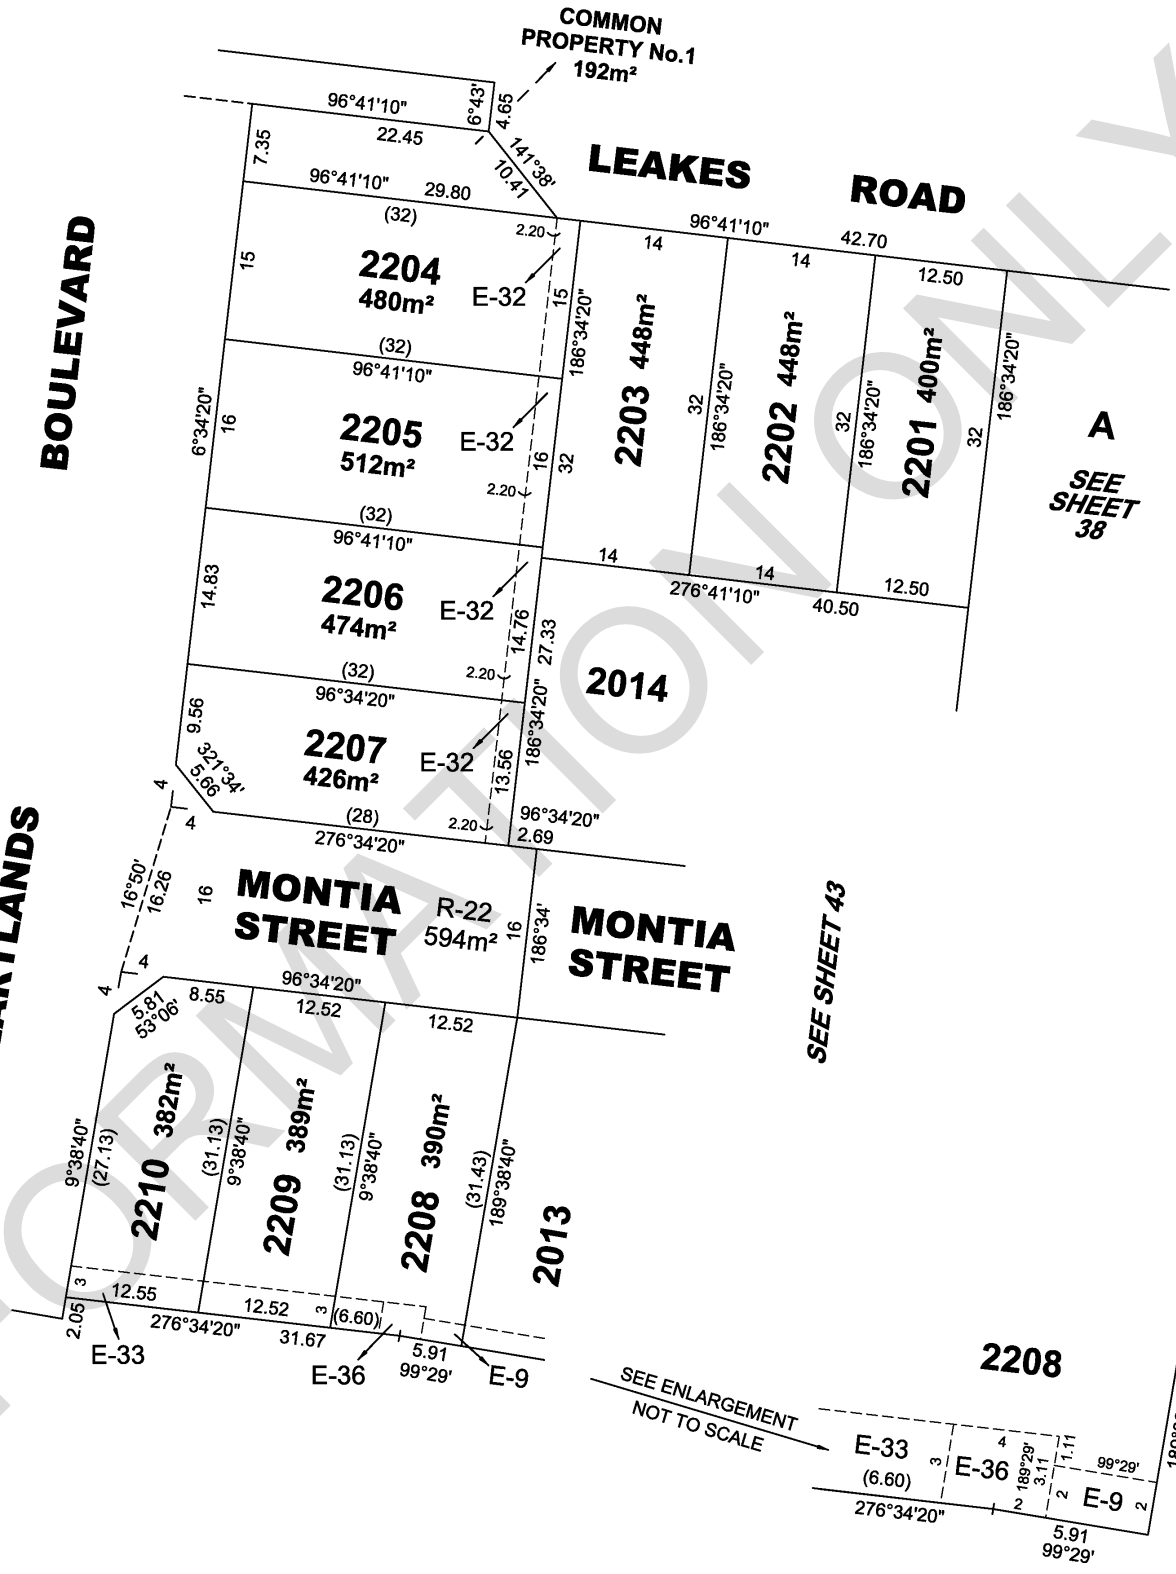 COMMON
PROPERTY No.1
192m²
96°41'10"
6°43'
4.65
22.45
7.35
141°38'
10.41
LEAKES ROAD
96°41'10"
29.80
(32)
2.20
96°41'10"
42.70
14
14
12.50
15
2204
480m²
E-32
15
186°34'20"
2203 448m²
32
186°34'20"
2202 448m²
32
186°34'20"
2201 400m²
32
186°34'20"
A
SEE
SHEET
38
BOULEVARD
(32)
96°41'10"
6°34'20"
16
2205
512m²
E-32
16
32
2.20
(32)
96°41'10"
14
14
12.50
276°41'10"
40.50
14.83
2206
474m²
E-32
14.76
27.33
2.20
2014
(32)
96°34'20"
186°34'20"
9.56
2207
426m²
E-32
13.56
321°34'
5.66
4
4
(28)
276°34'20"
2.20
96°34'20"
2.69
16°50'
16.26
16
MONTIA
STREET
R-22
594m²
16
186°34'
MONTIA
STREET
SEE SHEET 43
4
4
5.81
53°06'
8.55
96°34'20"
12.52
12.52
9°38'40"
(27.13)
2210 382m²
(31.13)
9°38'40"
2209 389m²
(31.13)
9°38'40"
2208 390m²
(31.43)
189°38'40"
2013
3
12.55
12.52
3
(6.60)
2.05
276°34'20"
31.67
5.91
99°29'
E-33
E-36
E-9
SEE ENLARGEMENT
NOT TO SCALE
2208
E-33
(6.60)
3
E-36
4
189°29'
3.11
1.11
99°29'
2
2
E-9
2
276°34'20"
5.91
99°29'
FORMATION ONLY